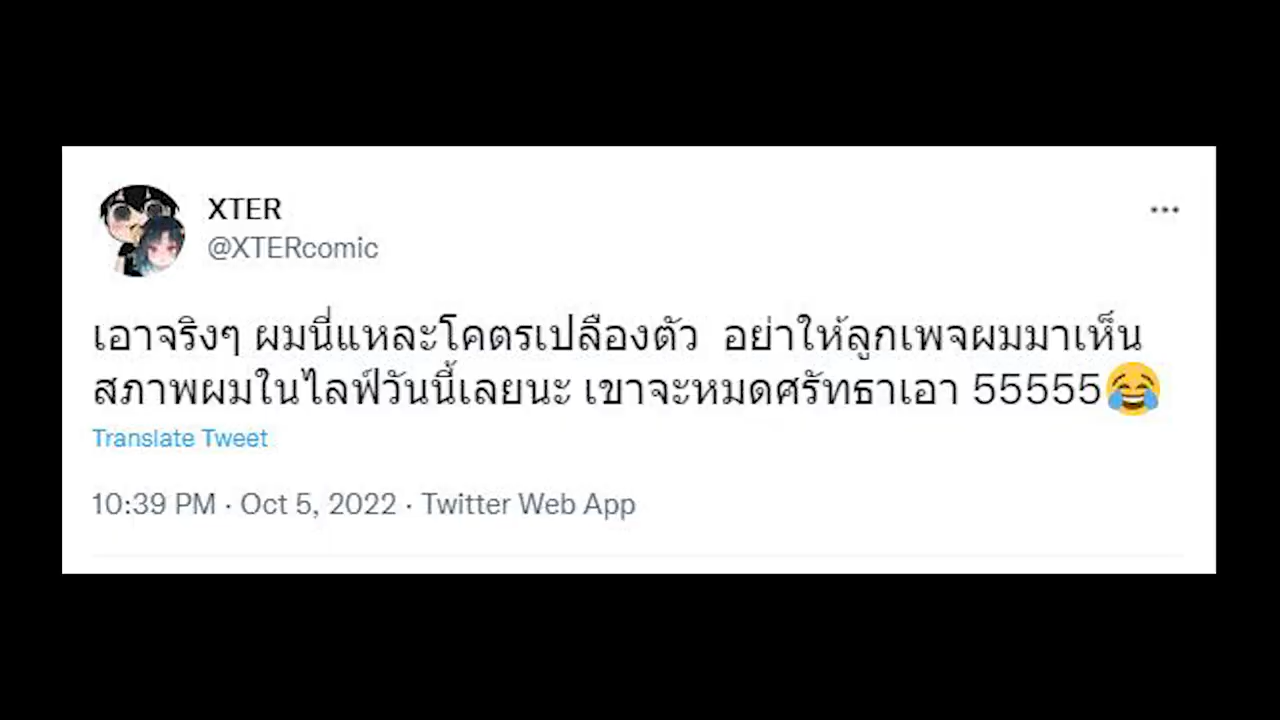 XTER
@XTERcomic
เอาจริงๆ ผมนี่แหละโคตรเปลืองตัว อย่าให้ลูกเพจผมมาเห็น
สภาพผมในไลฟ์วันนี้เลยนะ เขาจะหมดศรัทธาเอา 55555😂
Translate Tweet
10:39 PM · Oct 5, 2022 · Twitter Web App